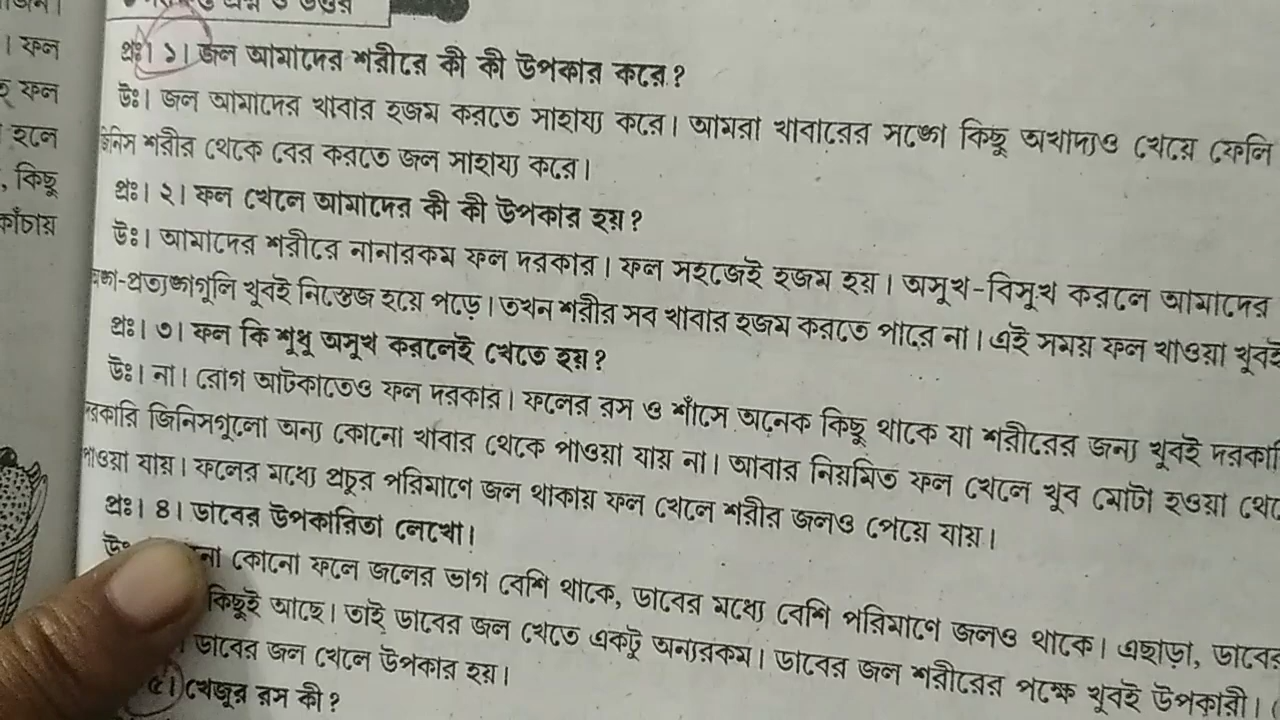 । ফল
প্রঃ। ১। জল আমাদের শরীরে কী কী উপকার করে?
ফল
উঃ। জল আমাদের খাবার হজম করতে সাহায্য করে। আমরা খাবারের সঙ্গে কিছু অখাদ্যও খেয়ে ফেলি
হলে
শরীর থেকে বের করতে জল সাহায্য করে।
, কিছু
প্রঃ। ২। ফল খেলে আমাদের কী কী উপকার হয়?
কাঁচায়
উঃ। আমাদের শরীরে নানারকম ফল দরকার। ফল সহজেই হজম হয়। অসুখ-বিসুখ করলে আমাদের
-প্রত্যঙ্গগুলি খুবই নিস্তেজ হয়ে পড়ে। তখন শরীর সব খাবার হজম করতে পারে না। এই সময় ফল খাওয়া খুবই
প্রঃ। ৩। ফল কি শুধু অসুখ করলেই খেতে হয়?
উঃ। না। রোগ আটকাতেও ফল দরকার। ফলের রস ও শাঁসে অনেক কিছু থাকে যা শরীরের জন্য খুবই
জিনিসগুলো অন্য কোনো খাবার থেকে পাওয়া যায় না। আবার নিয়মিত ফল খেলে খুব মোটা হওয়া
পাওয়া যায়। ফলের মধ্যে প্রচুর পরিমাণে জল থাকায় ফল খেলে শরীর জলও পেয়ে যায়।
প্রঃ। ৪। ডাবের উপকারিতা লেখো।
কোনো ফলে জলের ভাগ বেশি থাকে, ডাবের মধ্যে বেশি পরিমাণে জলও থাকে। এছাড়া, ডাবের
কিছুই আছে। তাই ডাবের জল খেতে একটু অন্যরকম। ডাবের জল শরীরের পক্ষে খুবই উপকারী।
ডাবের জল খেলে উপকার হয়।
৫। খেজুর রস কী?